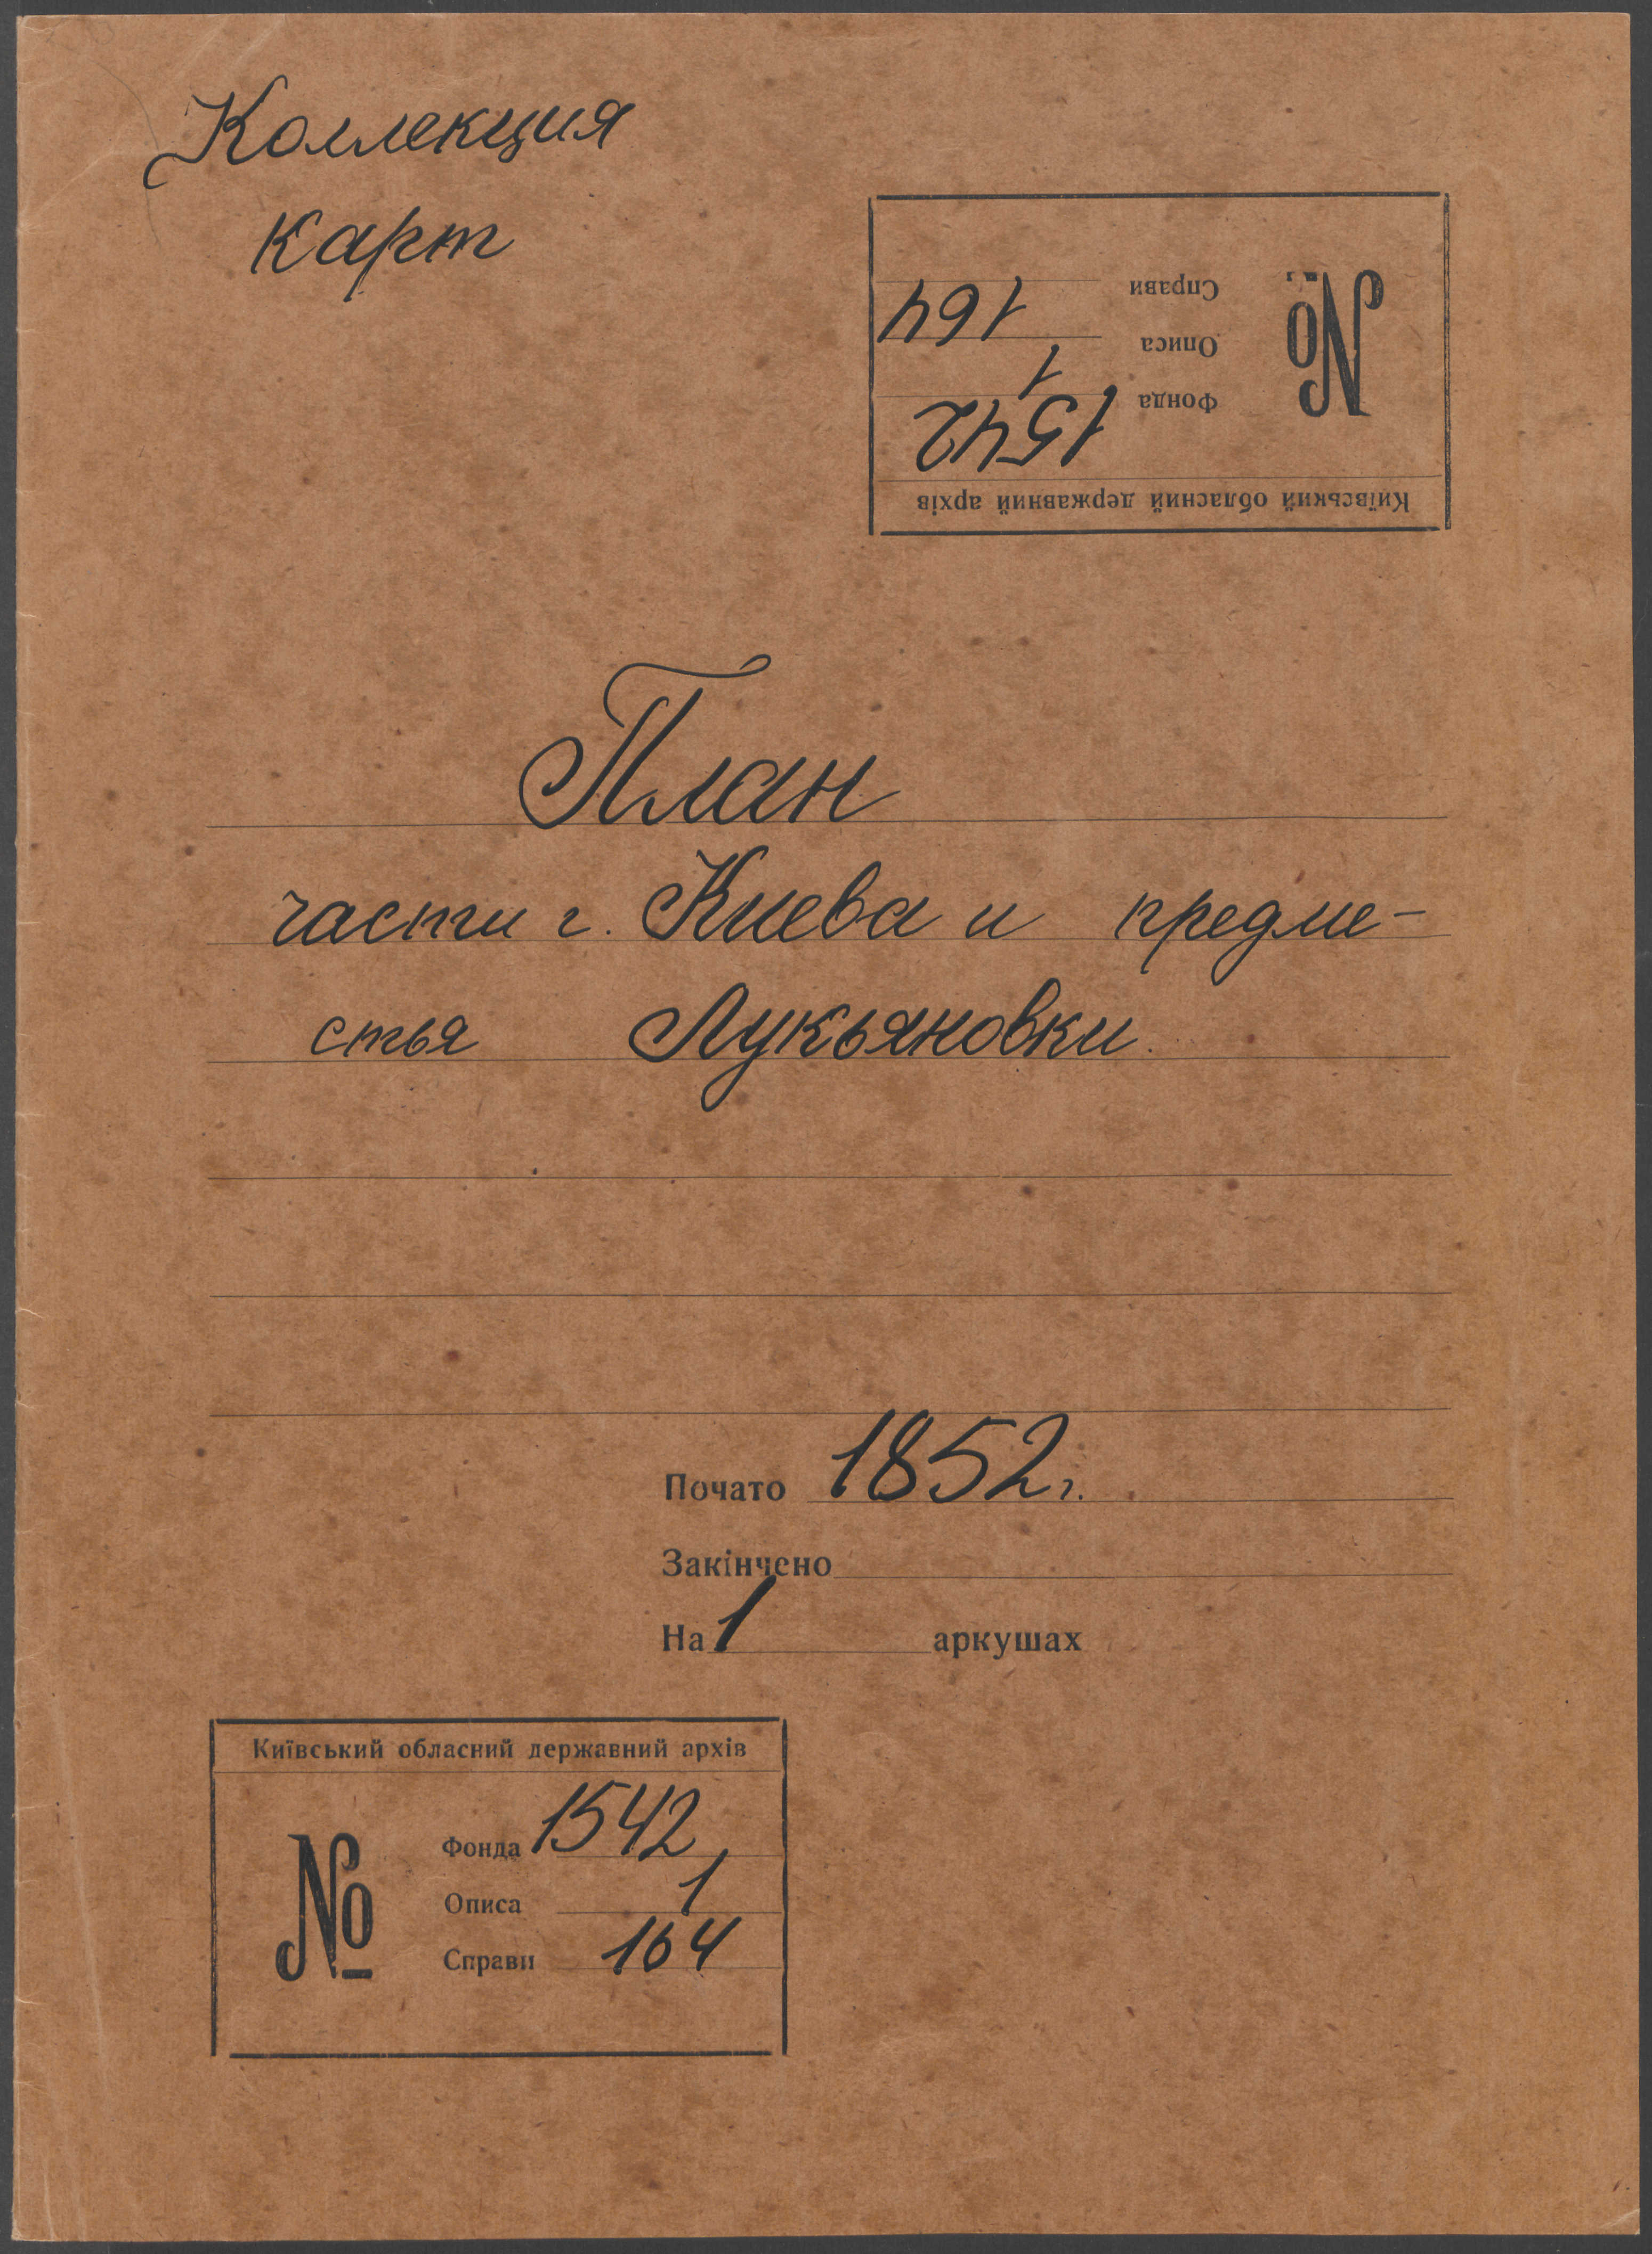 Коллекция
карт
Київський обласний державний архів
№
Фонда 1542
Описа 1
Справи 164
План
части г. Киева и предме-
стья Лукьяновки.
Почато 1852 г.
Закінчено
На 1 аркушах
Київський обласний державний архів
№
Фонда 1542
Описа 1
Справи 164